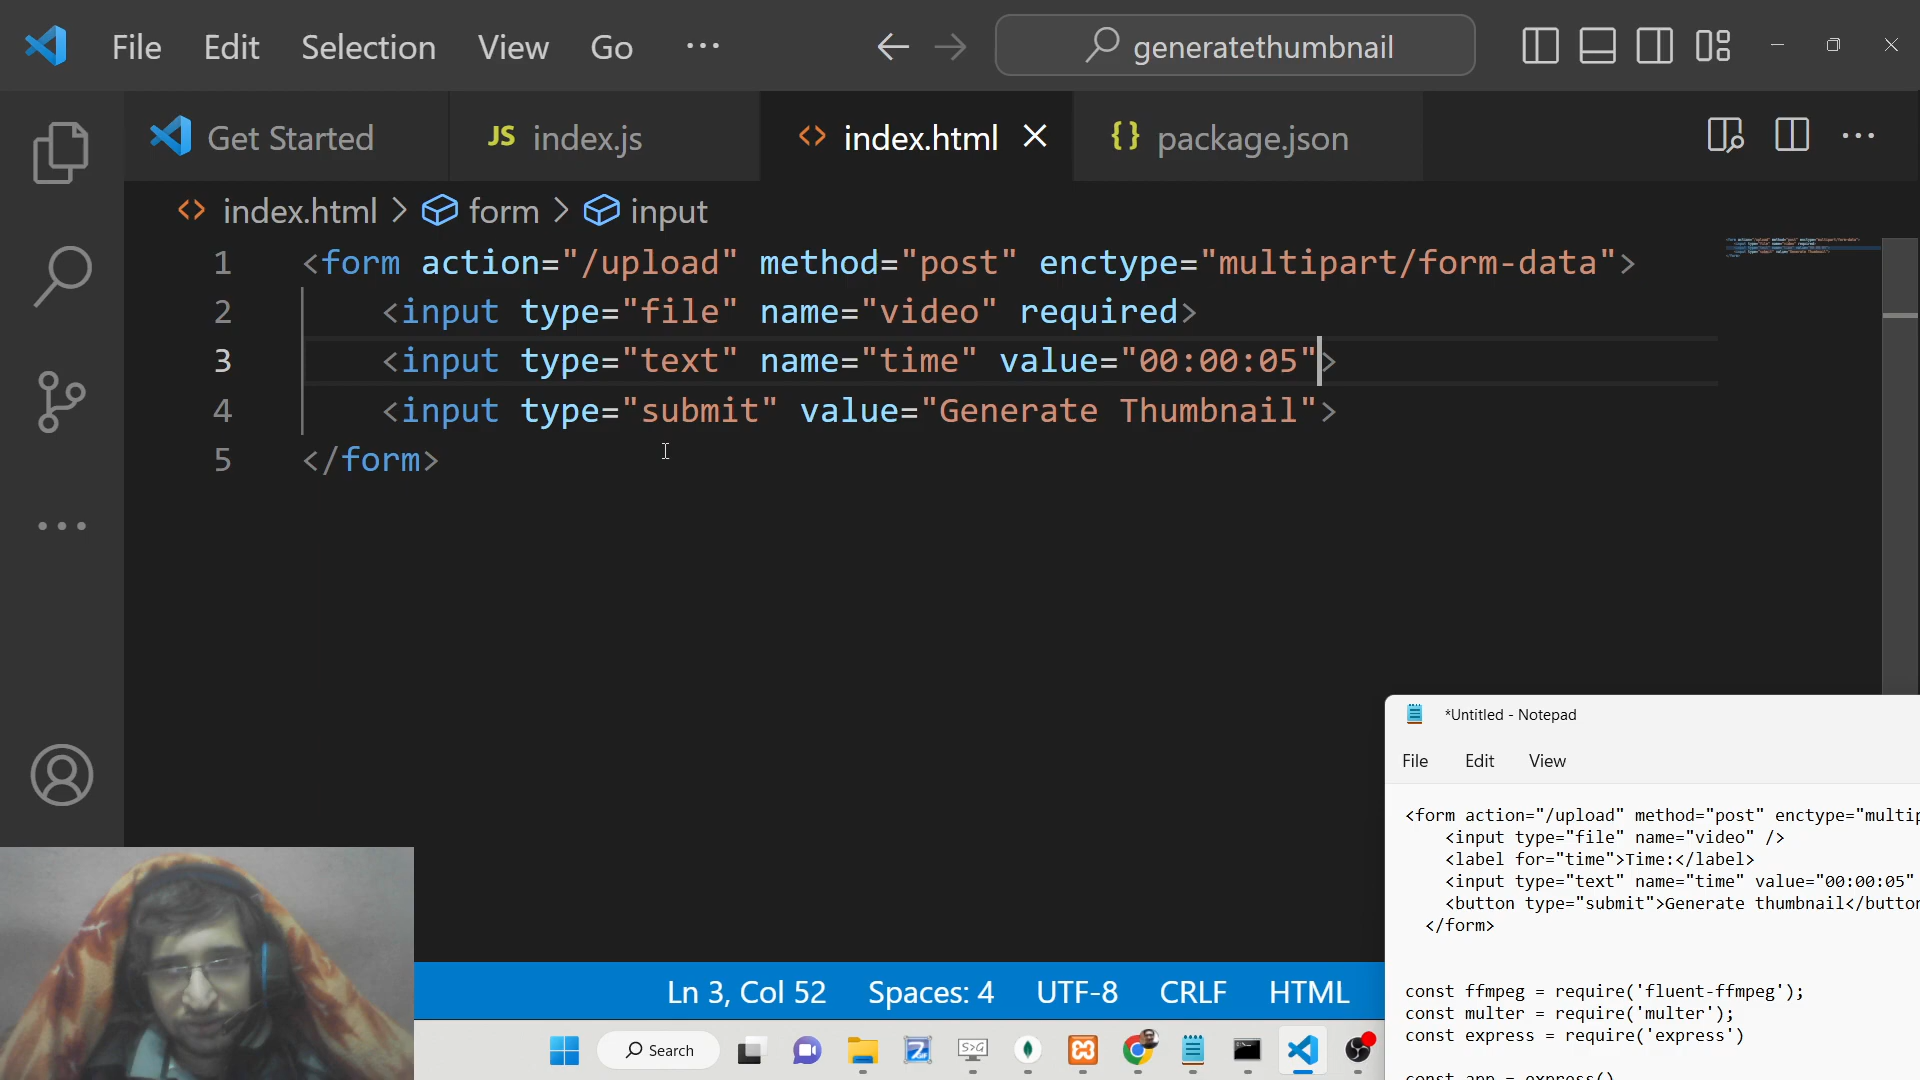 File Edit Selection View Go ··· generatethumbnail
Get Started JS index.js <> index.html {} package.json
<> index.html > form > input
1 <form action="/upload" method="post" enctype="multipart/form-data">
2 <input type="file" name="video" required>
3 <input type="text" name="time" value="00:00:05">
4 <input type="submit" value="Generate Thumbnail">
5 </form>
*Untitled - Notepad
File Edit View
<form action="/upload" method="post" enctype="multip
<input type="file" name="video" />
<label for="time">Time:</label>
<input type="text" name="time" value="00:00:05"
<button type="submit">Generate thumbnail</button
</form>
const ffmpeg = require('fluent-ffmpeg');
const multer = require('multer');
const express = require('express')
const app = express()
Ln 3, Col 52 Spaces: 4 UTF-8 CRLF HTML
Search